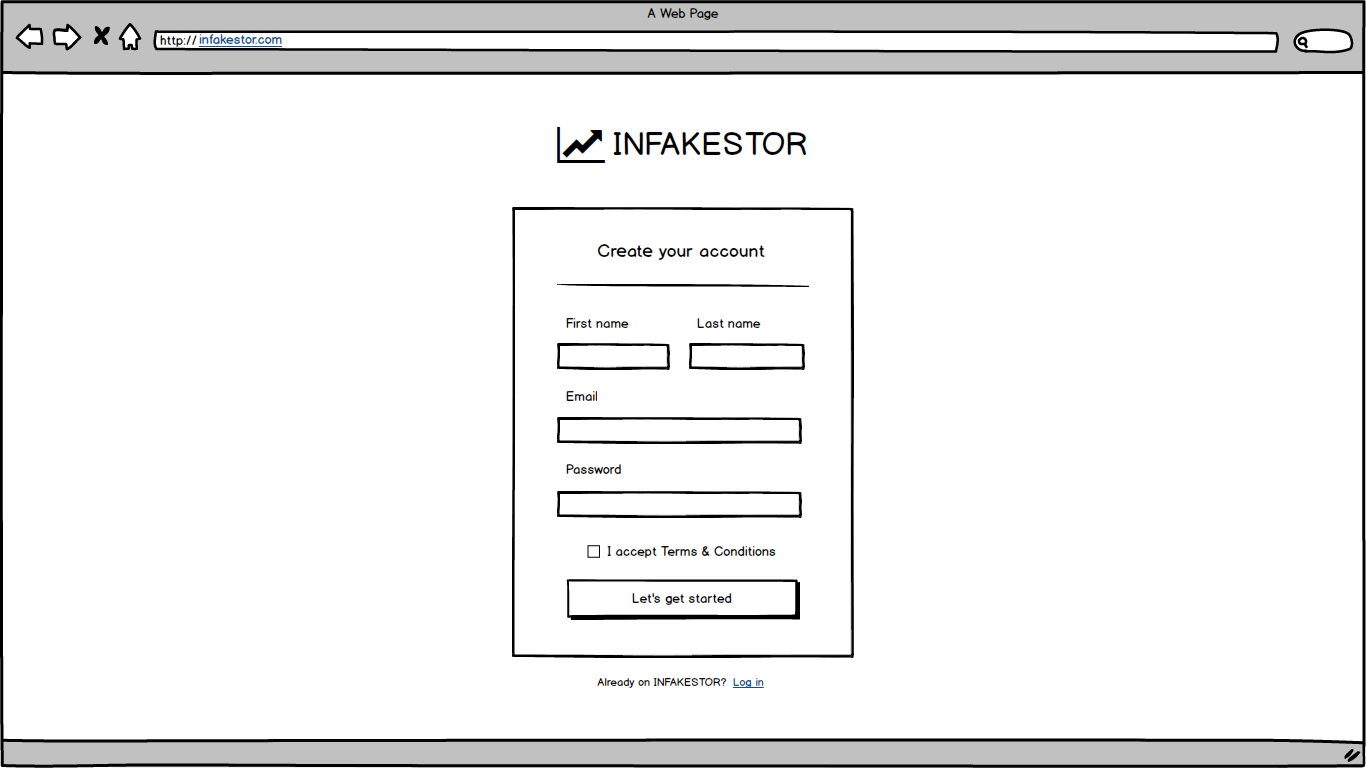 A Web Page
http://infakestor.com
INFAKESTOR
Create your account
First name Last name
Email
Password
I accept Terms & Conditions
Let's get started
Already on INFAKESTOR? Log in